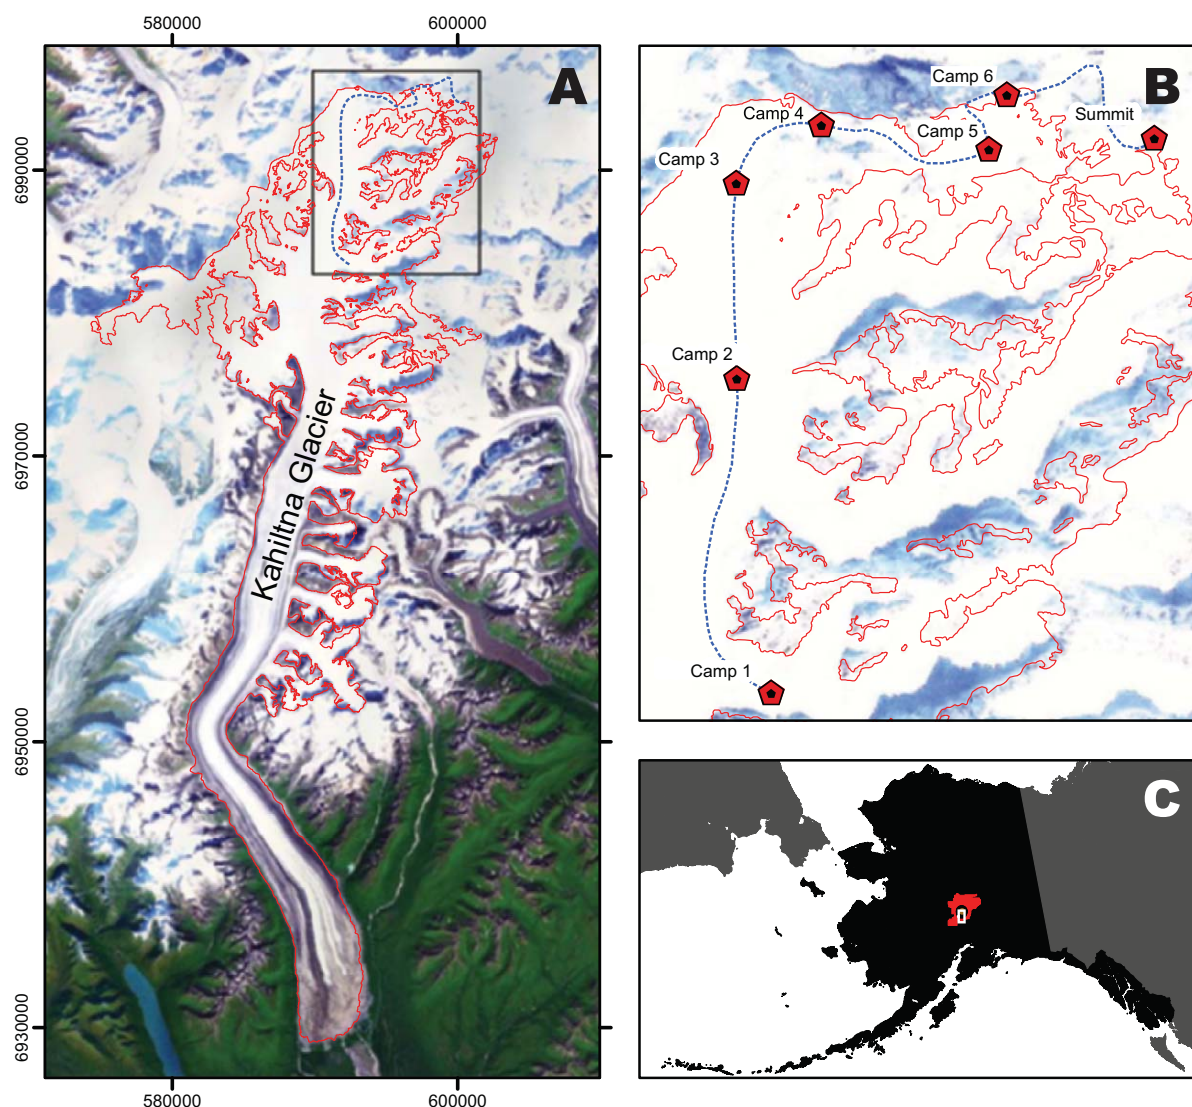 580000
600000
A
6990000
6970000
6950000
6930000
Kahiltna Glacier
580000
600000
B
Camp 6
Summit
Camp 4
Camp 5
Camp 3
Camp 2
Camp 1
C